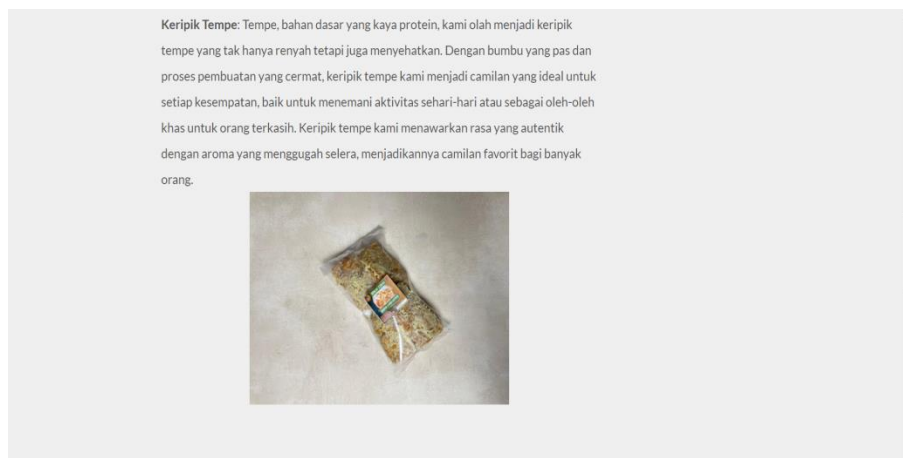 Keripik Tempe: Tempe, bahan dasar yang kaya protein, kami olah menjadi keripik
tempe yang tak hanya renyah tetapi juga menyehatkan. Dengan bumbu yang pas dan
proses pembuatan yang cermat, keripik tempe kami menjadi camilan yang ideal untuk
setiap kesempatan, baik untuk menemani aktivitas sehari-hari atau sebagai oleh-oleh
khas untuk orang terkasih. Keripik tempe kami menawarkan rasa yang autentik
dengan aroma yang menggugah selera, menjadikannya camilan favorit bagi banyak
orang.